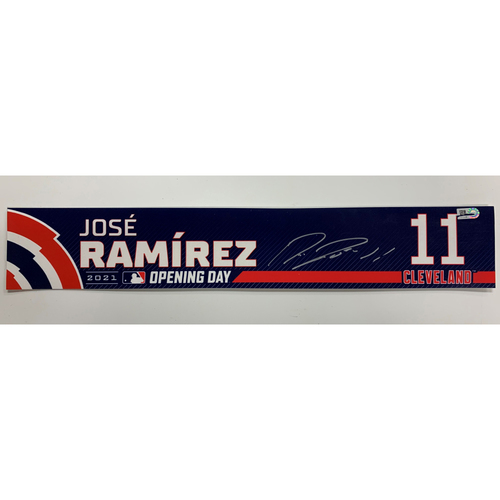 JOSÉ
RAMÍREZ
2021 OPENING DAY
11
CLEVELAND